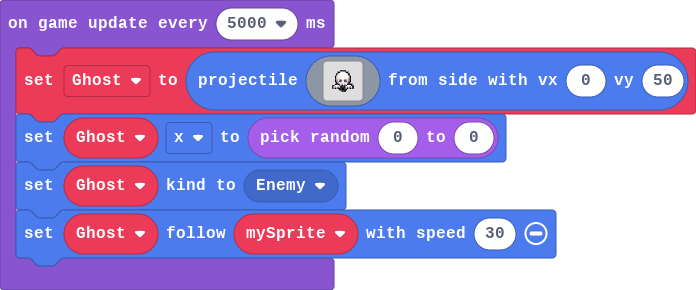 on game update every 5000 ms
set Ghost to projectile from side with vx 0 vy 50
set Ghost x to pick random 0 to 0
set Ghost kind to Enemy
set Ghost follow mySprite with speed 30